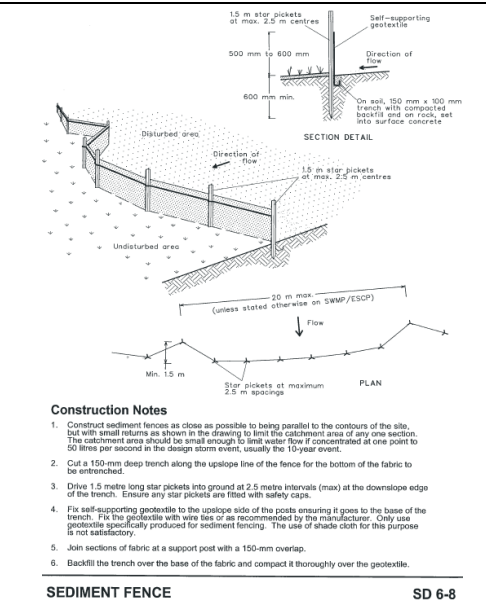 1.5 m star pickets
at max. 2.5 m centres
Self-supporting
geotextile
500 mm to 600 mm
Direction of
flow
600 mm min.
On soil, 150 mm x 100 mm
trench with compacted
backfill and on rock, set
into surface concrete
SECTION DETAIL
Disturbed area
Direction of
flow
1.5 m star pickets
at max. 2.5 m centres
Undisturbed area
20 m max.
(unless stated otherwise on SWMP/ESCP)
Flow
Min. 1.5 m
Star pickets at maximum
2.5 m spacings
PLAN
Construction Notes
1. Construct sediment fences as close as possible to being parallel to the contours of the site,
but with small returns as shown in the drawing to limit the catchment area of any one section.
The catchment area should be small enough to limit water flow if concentrated at one point to
50 litres per second in the design storm event, usually the 10-year event.
2. Cut a 150-mm deep trench along the upslope line of the fence for the bottom of the fabric to
be entrenched.
3. Drive 1.5 metre long star pickets into ground at 2.5 metre intervals (max) at the downslope edge
of the trench. Ensure any star pickets are fitted with safety caps.
4. Fix self-supporting geotextile to the upslope side of the posts ensuring it goes to the base of the
trench. Fix the geotextile with wire ties or as recommended by the manufacturer. Only use
geotextile specifically produced for sediment fencing. The use of shade cloth for this purpose
is not satisfactory.
5. Join sections of fabric at a support post with a 150-mm overlap.
6. Backfill the trench over the base of the fabric and compact it thoroughly over the geotextile.
SEDIMENT FENCE
SD 6-8